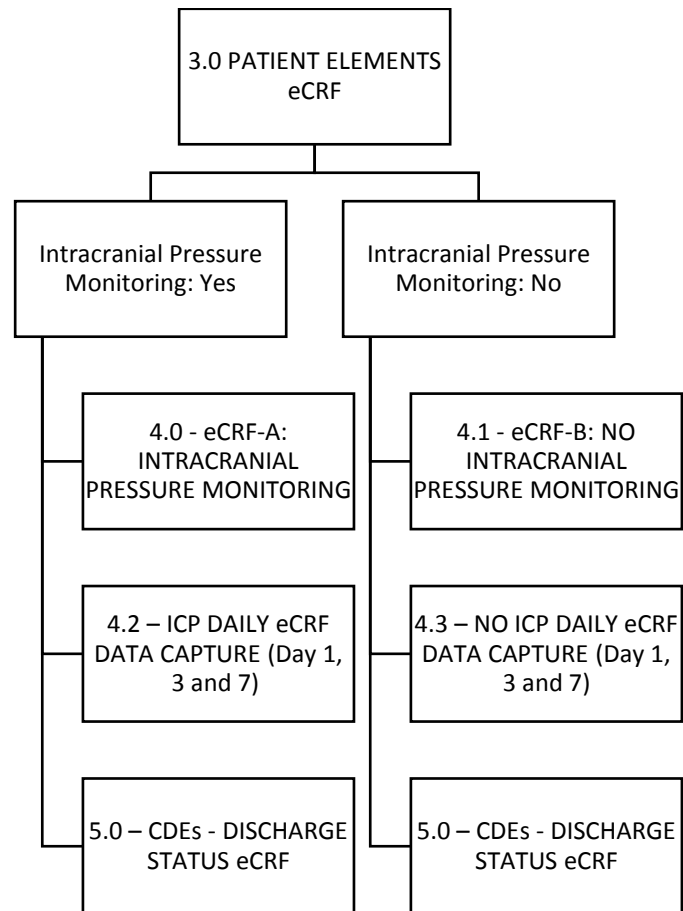 3.0 PATIENT ELEMENTS
eCRF
Intracranial Pressure
Monitoring: Yes
Intracranial Pressure
Monitoring: No
4.0 - eCRF-A:
INTRACRANIAL
PRESSURE MONITORING
4.1 - eCRF-B: NO
INTRACRANIAL
PRESSURE MONITORING
4.2 – ICP DAILY eCRF
DATA CAPTURE (Day 1,
3 and 7)
4.3 – NO ICP DAILY eCRF
DATA CAPTURE (Day 1,
3 and 7)
5.0 – CDEs - DISCHARGE
STATUS eCRF
5.0 – CDEs - DISCHARGE
STATUS eCRF